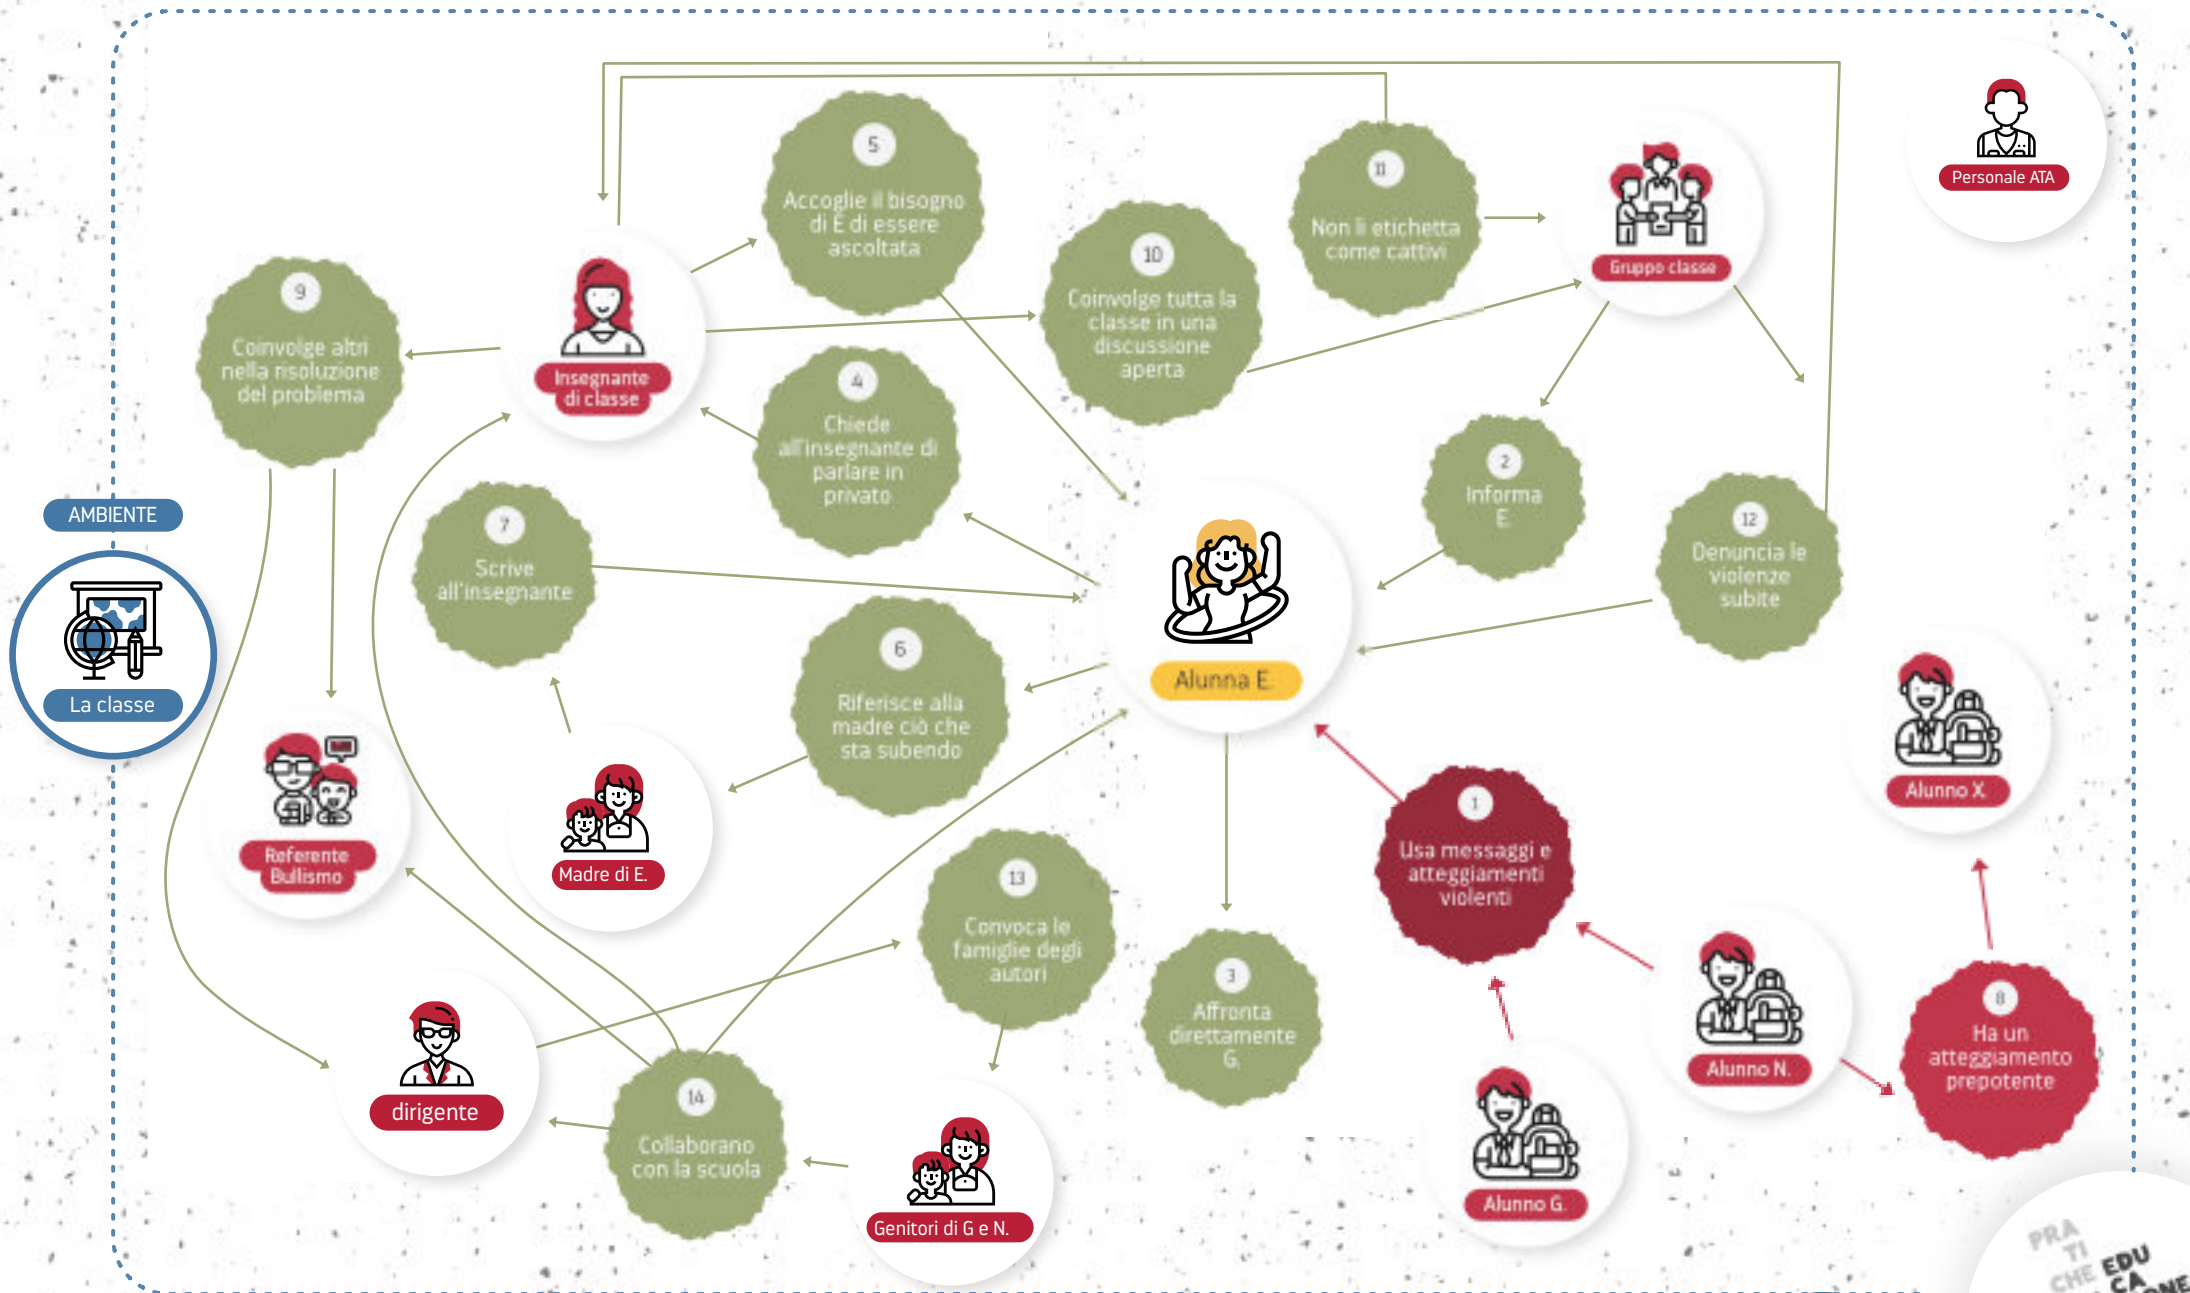 Personale ATA
5
Accoglie il bisogno
di E di essere
ascoltata
11
Non li etichetta
come cattivi
Gruppo classe
10
Coinvolge tutta la
classe in una
discussione
aperta
9
Coinvolge altri
nella risoluzione
del problema
Insegnante
di classe
4
Chiede
all'insegnante di
parlare in
privato
2
Informa
E.
12
Denuncia le
violenze
subite
AMBIENTE
La classe
7
Scrive
all'insegnante
6
Riferisce alla
madre ciò che
sta subendo
Alunna E.
Alunno X.
1
Usa messaggi e
atteggiamenti
violenti
Referente
Bullismo
Madre di E.
13
Convoca le
famiglie degli
autori
3
Affronta
direttamente
G.
Alunno N.
8
Ha un
atteggiamento
prepotente
dirigente
14
Collaborano
con la scuola
Genitori di G e N.
Alunno G.
PRA
TI
CHE EDU
CA